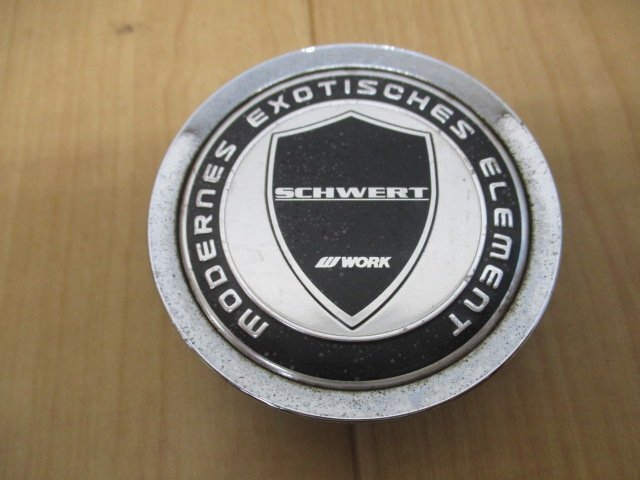 MODERNES EXOTISCHES ELEMENT
SCHWERT
WORK